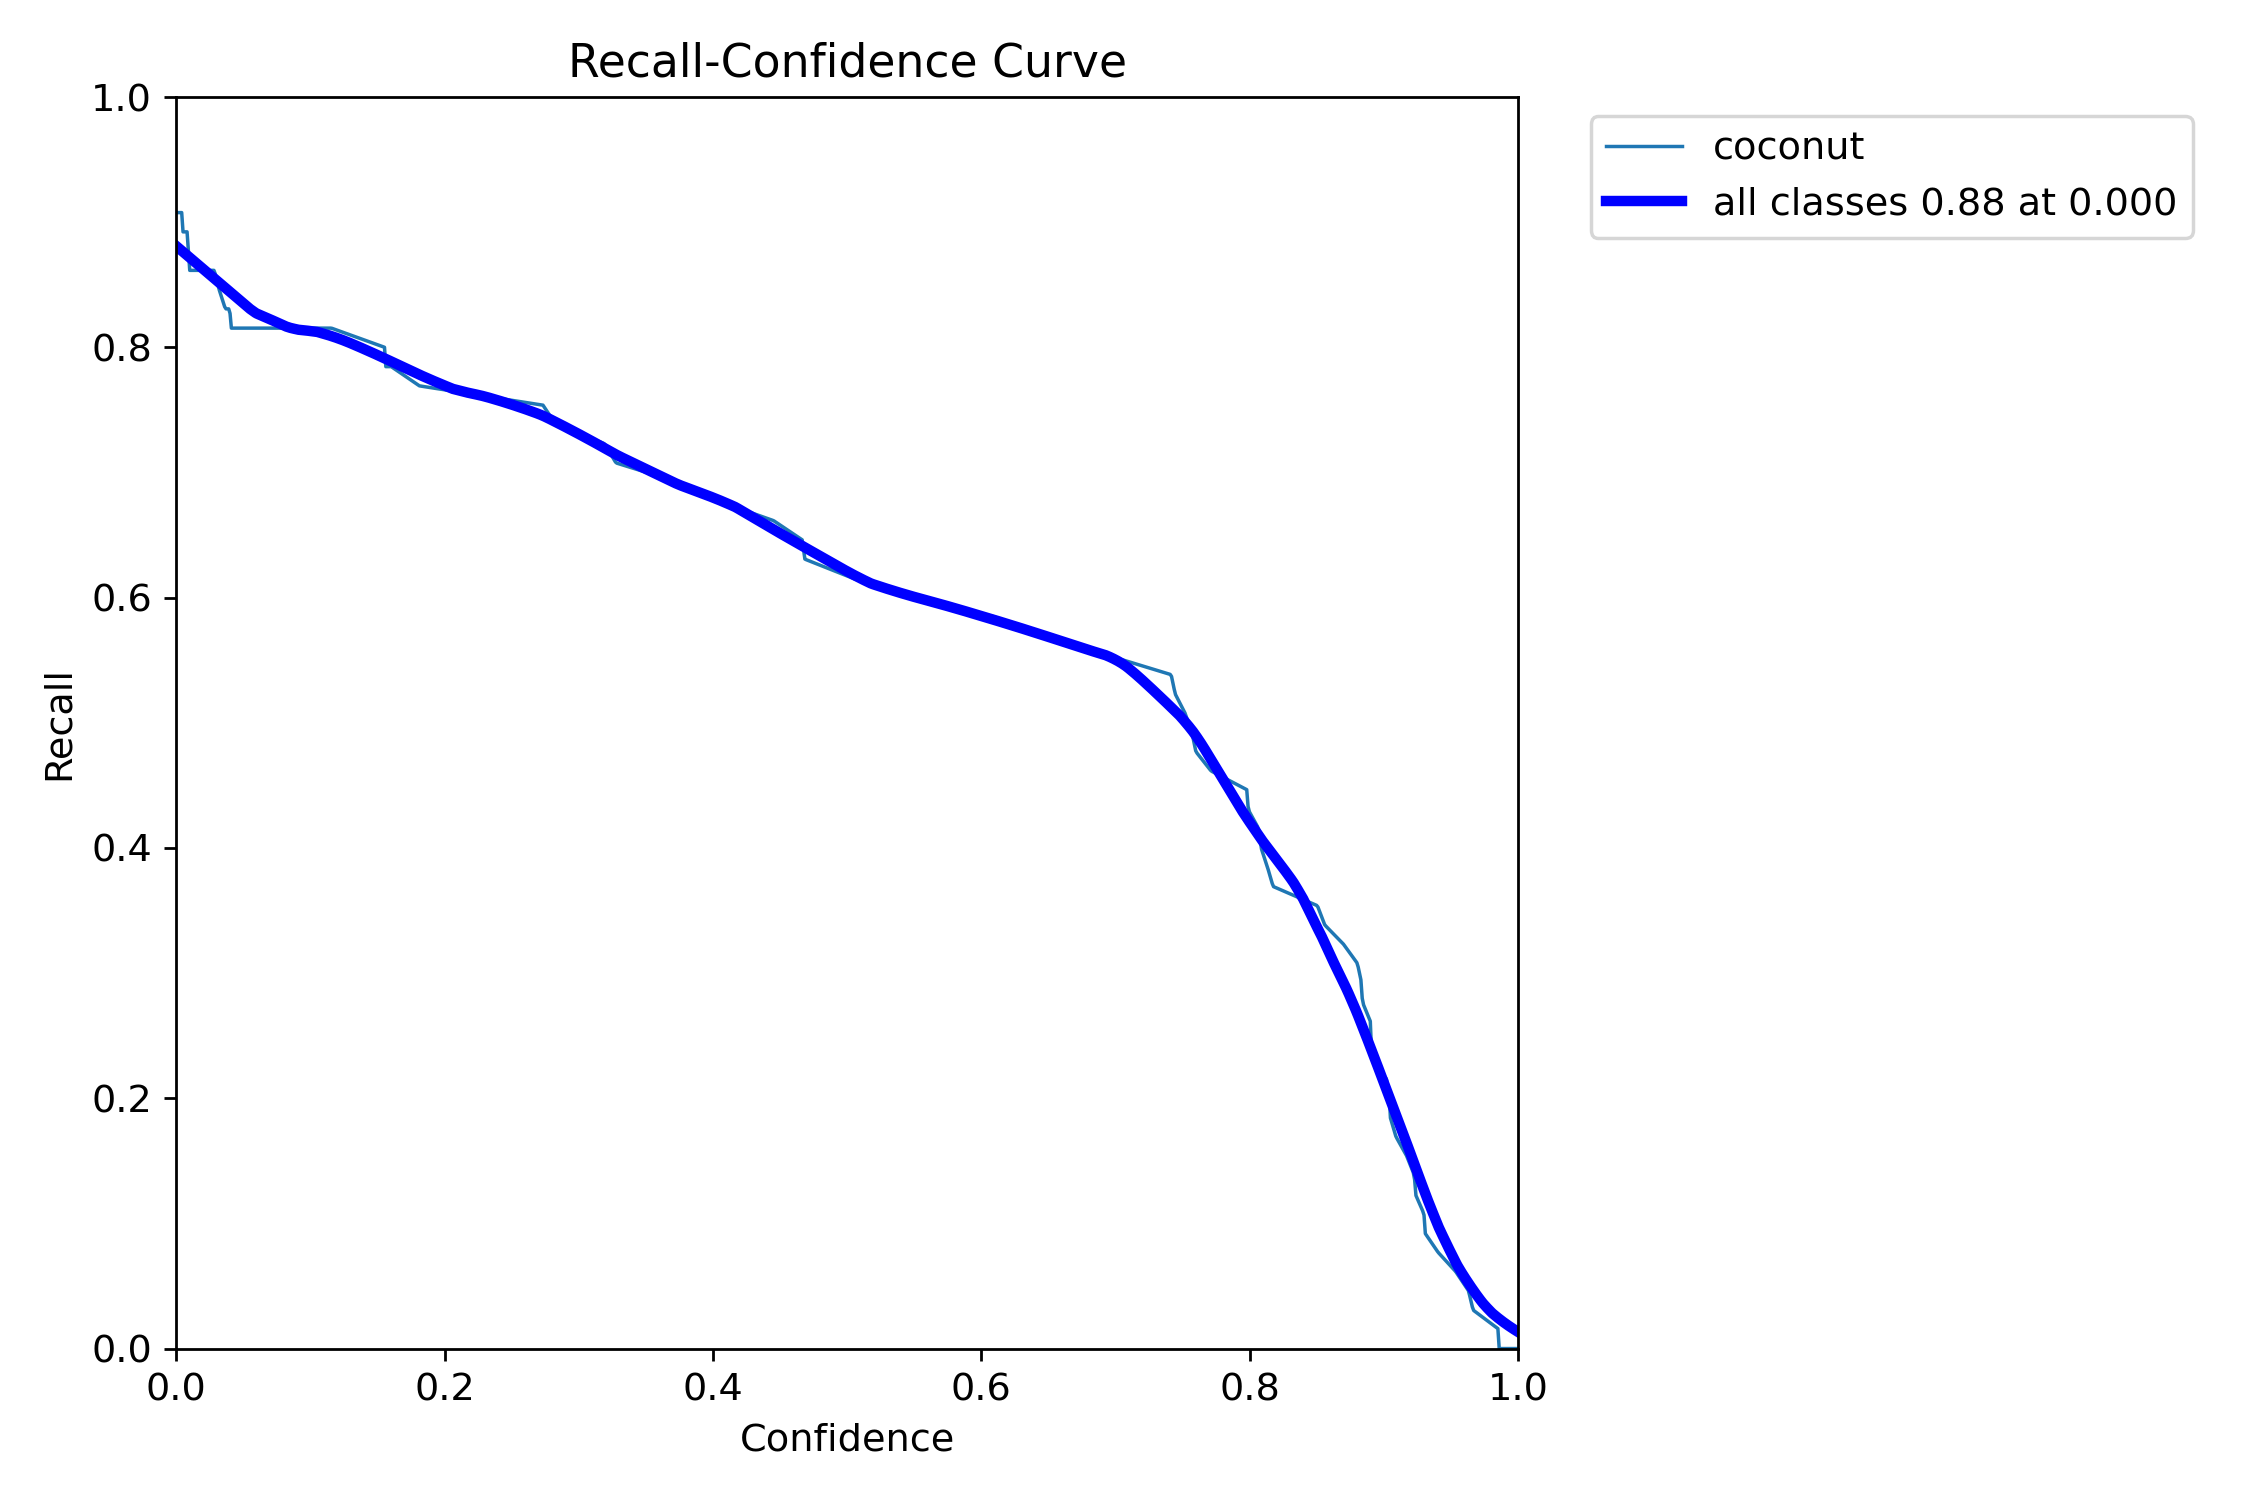 Recall-Confidence Curve
1.0
0.8
0.6
0.4
0.2
0.0
Recall
0.0 0.2 0.4 0.6 0.8 1.0
Confidence
coconut
all classes 0.88 at 0.000